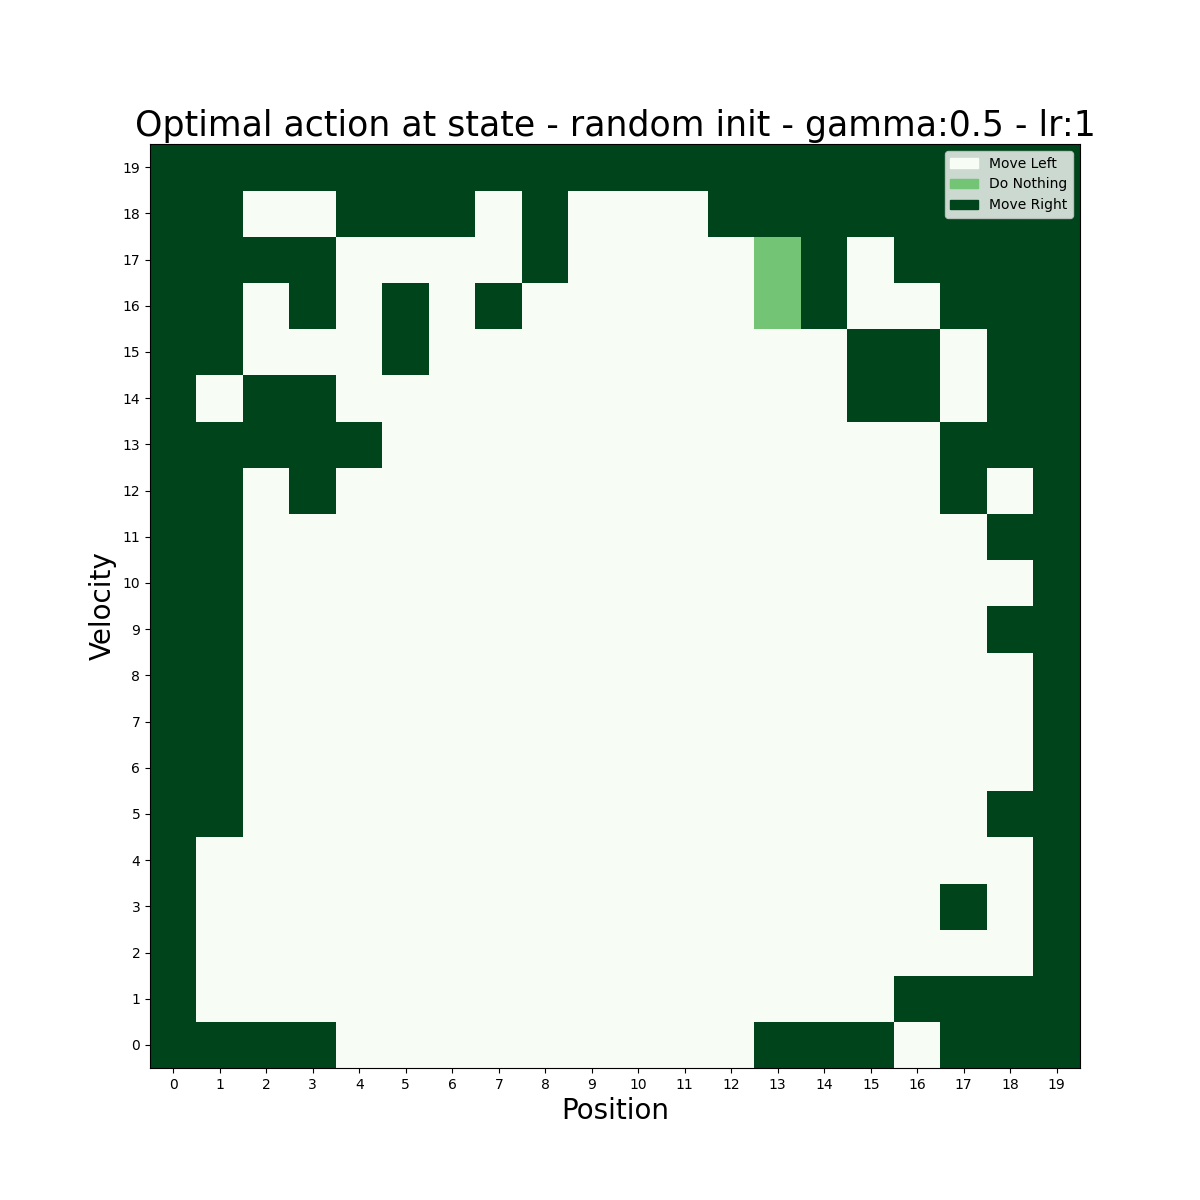 Optimal action at state - random init - gamma:0.5 - lr:1
Move Left
Do Nothing
Move Right
19
18
17
16
15
14
13
12
11
10
9
8
7
6
5
4
3
2
1
0
Velocity
0 1 2 3 4 5 6 7 8 9 10 11 12 13 14 15 16 17 18 19
Position